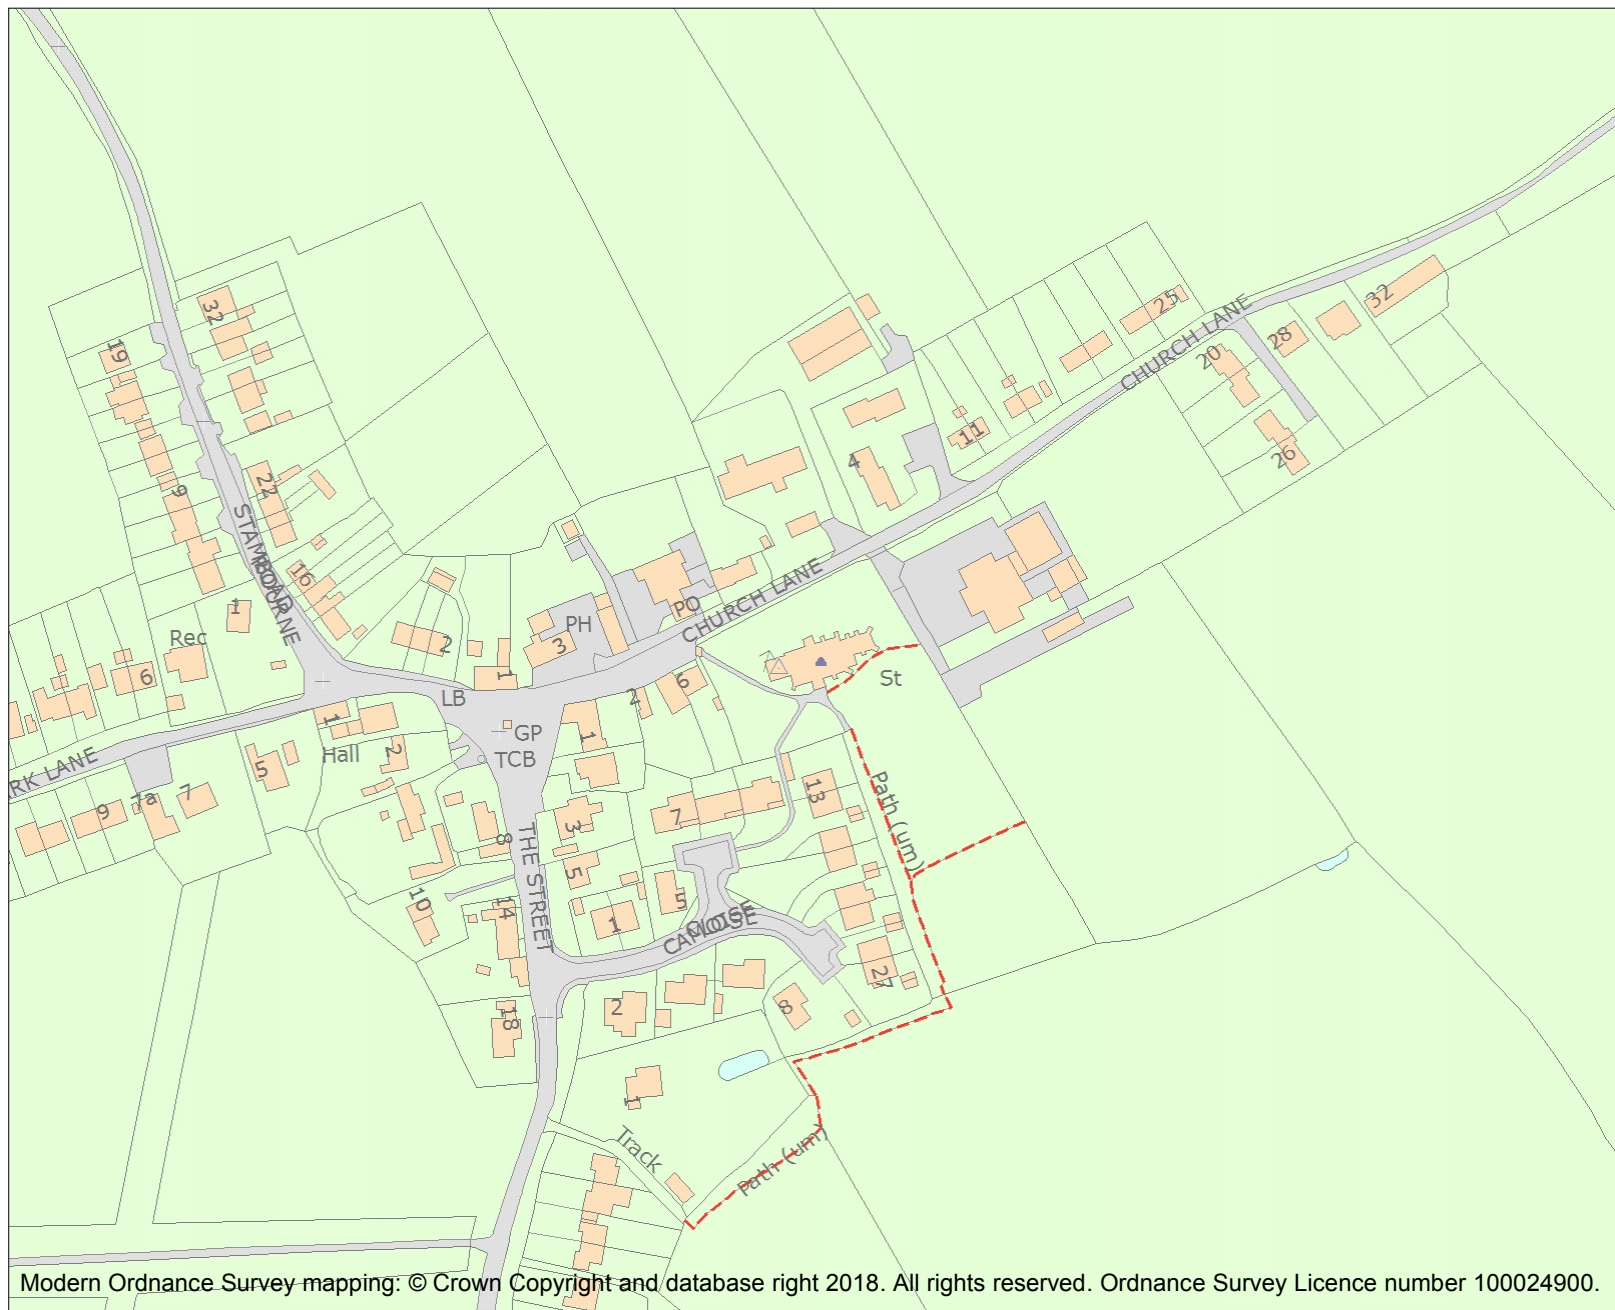 32
19
25
CHURCH LANE
32
28
20
26
11
4
22
9
STAMBOURNE
ROAD
16
1
Rec
6
2
1
PH
3
PO
CHURCH LANE
St
LB
GP
TCB
2
6
1
1
Hall
2
5
ARK LANE
9
7a
7
8
3
5
7
13
Path (um)
10
14
THE STREET
1
5
CAMOISE
CLOSE
27
18
2
8
1
Track
Path (um)
Modern Ordnance Survey mapping: © Crown Copyright and database right 2018. All rights reserved. Ordnance Survey Licence number 100024900.